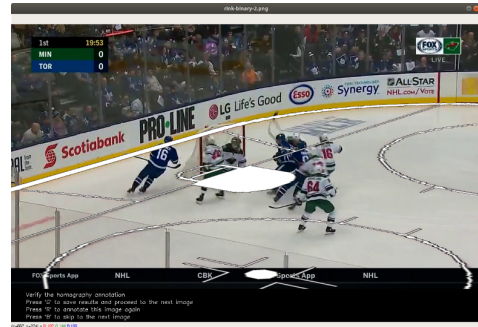 rink-binary-2.png
1st 19:53
MIN 0
TOR 0
FOX
LIVE
Scotiabank
PRO-LINE
LG Life's Good
Esso
Synergy
ALL★STAR
NHL.COM/VOTE
16
16
64
FOX Sports App NHL CBK Sports App NHL
Verify the homography annotation
Press 'S' to save results and proceed to the next image
Press 'R' to annotate this image again
Press 'B' to skip to the next image